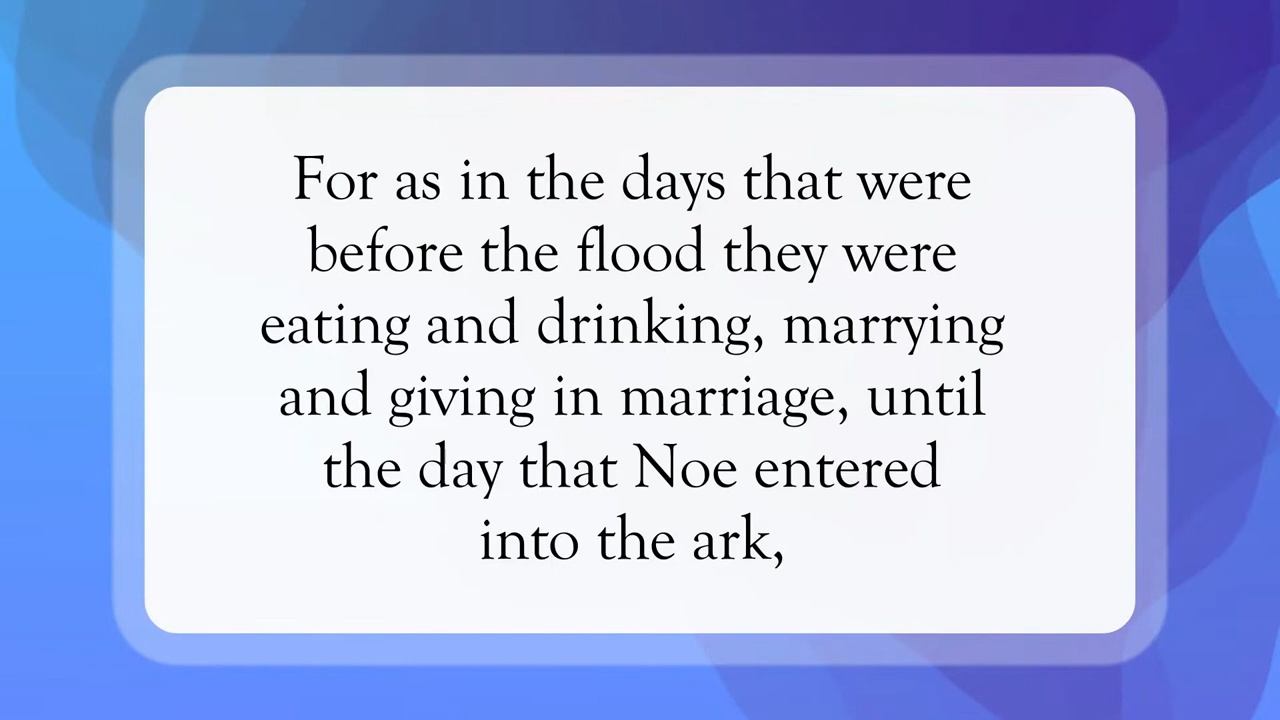 For as in the days that were
before the flood they were
eating and drinking, marrying
and giving in marriage, until
the day that Noe entered
into the ark,